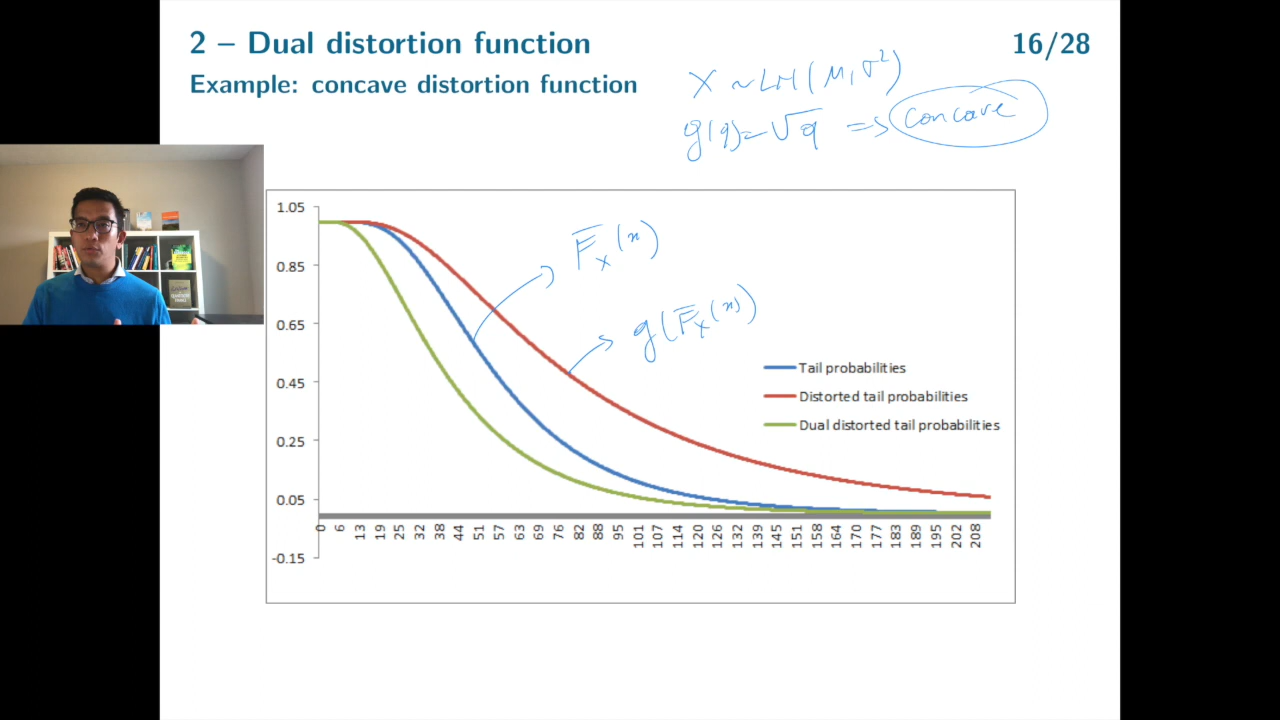 2 – Dual distortion function
16/28
Example: concave distortion function
X ~ LN(μ, σ²)
g(q) = √q => concave
1.05
0.85
0.65
0.45
0.25
0.05
-0.15
F̅_X(x)
g(F̅_X(x))
Tail probabilities
Distorted tail probabilities
Dual distorted tail probabilities
0 6 13 19 25 32 38 44 51 57 63 69 76 82 88 95 101 107 114 120 126 132 139 145 151 158 164 170 177 183 189 195 202 208